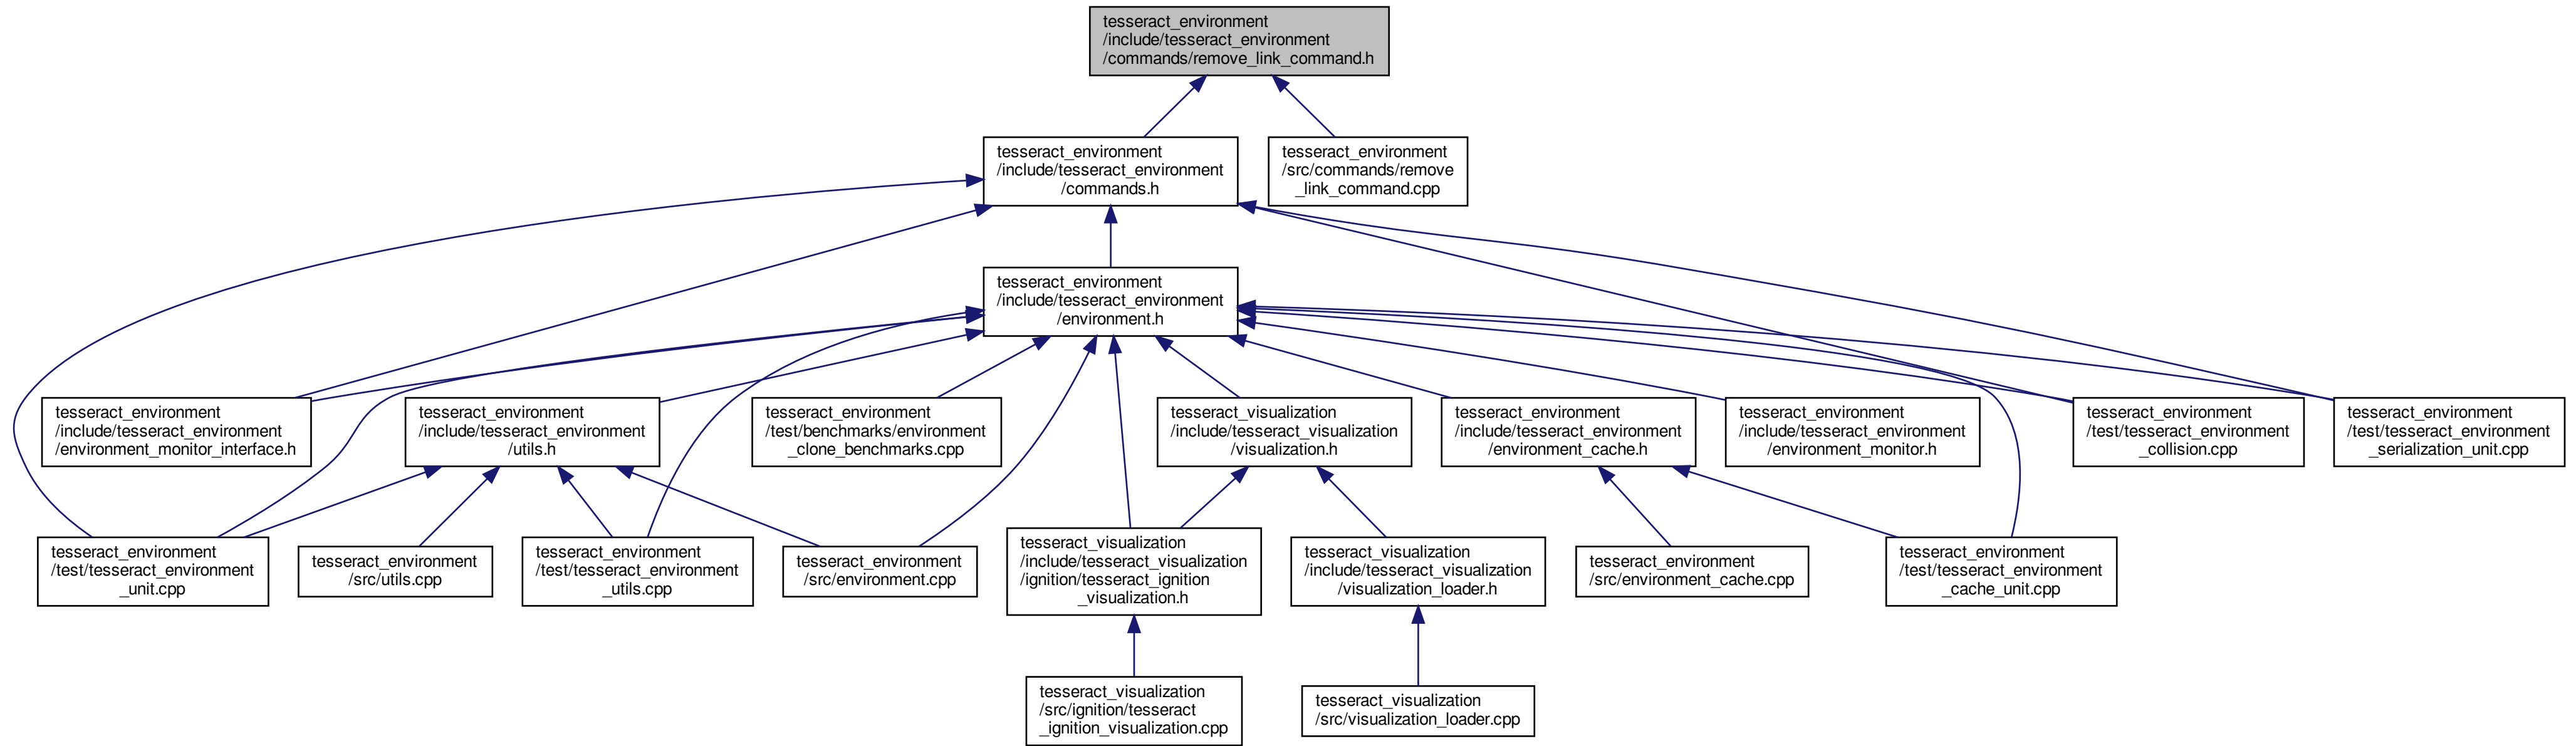 tesseract_environment
/include/tesseract_environment
/commands/remove_link_command.h
tesseract_environment
/include/tesseract_environment
/commands.h
tesseract_environment
/src/commands/remove
_link_command.cpp
tesseract_environment
/include/tesseract_environment
/environment.h
tesseract_environment
/include/tesseract_environment
/environment_monitor_interface.h
tesseract_environment
/include/tesseract_environment
/utils.h
tesseract_environment
/test/benchmarks/environment
_clone_benchmarks.cpp
tesseract_visualization
/include/tesseract_visualization
/visualization.h
tesseract_environment
/include/tesseract_environment
/environment_cache.h
tesseract_environment
/include/tesseract_environment
/environment_monitor.h
tesseract_environment
/test/tesseract_environment
_collision.cpp
tesseract_environment
/test/tesseract_environment
_serialization_unit.cpp
tesseract_environment
/test/tesseract_environment
_unit.cpp
tesseract_environment
/src/utils.cpp
tesseract_environment
/test/tesseract_environment
_utils.cpp
tesseract_environment
/src/environment.cpp
tesseract_visualization
/include/tesseract_visualization
/ignition/tesseract_ignition
_visualization.h
tesseract_visualization
/include/tesseract_visualization
/visualization_loader.h
tesseract_environment
/src/environment_cache.cpp
tesseract_environment
/test/tesseract_environment
_cache_unit.cpp
tesseract_visualization
/src/ignition/tesseract
_ignition_visualization.cpp
tesseract_visualization
/src/visualization_loader.cpp